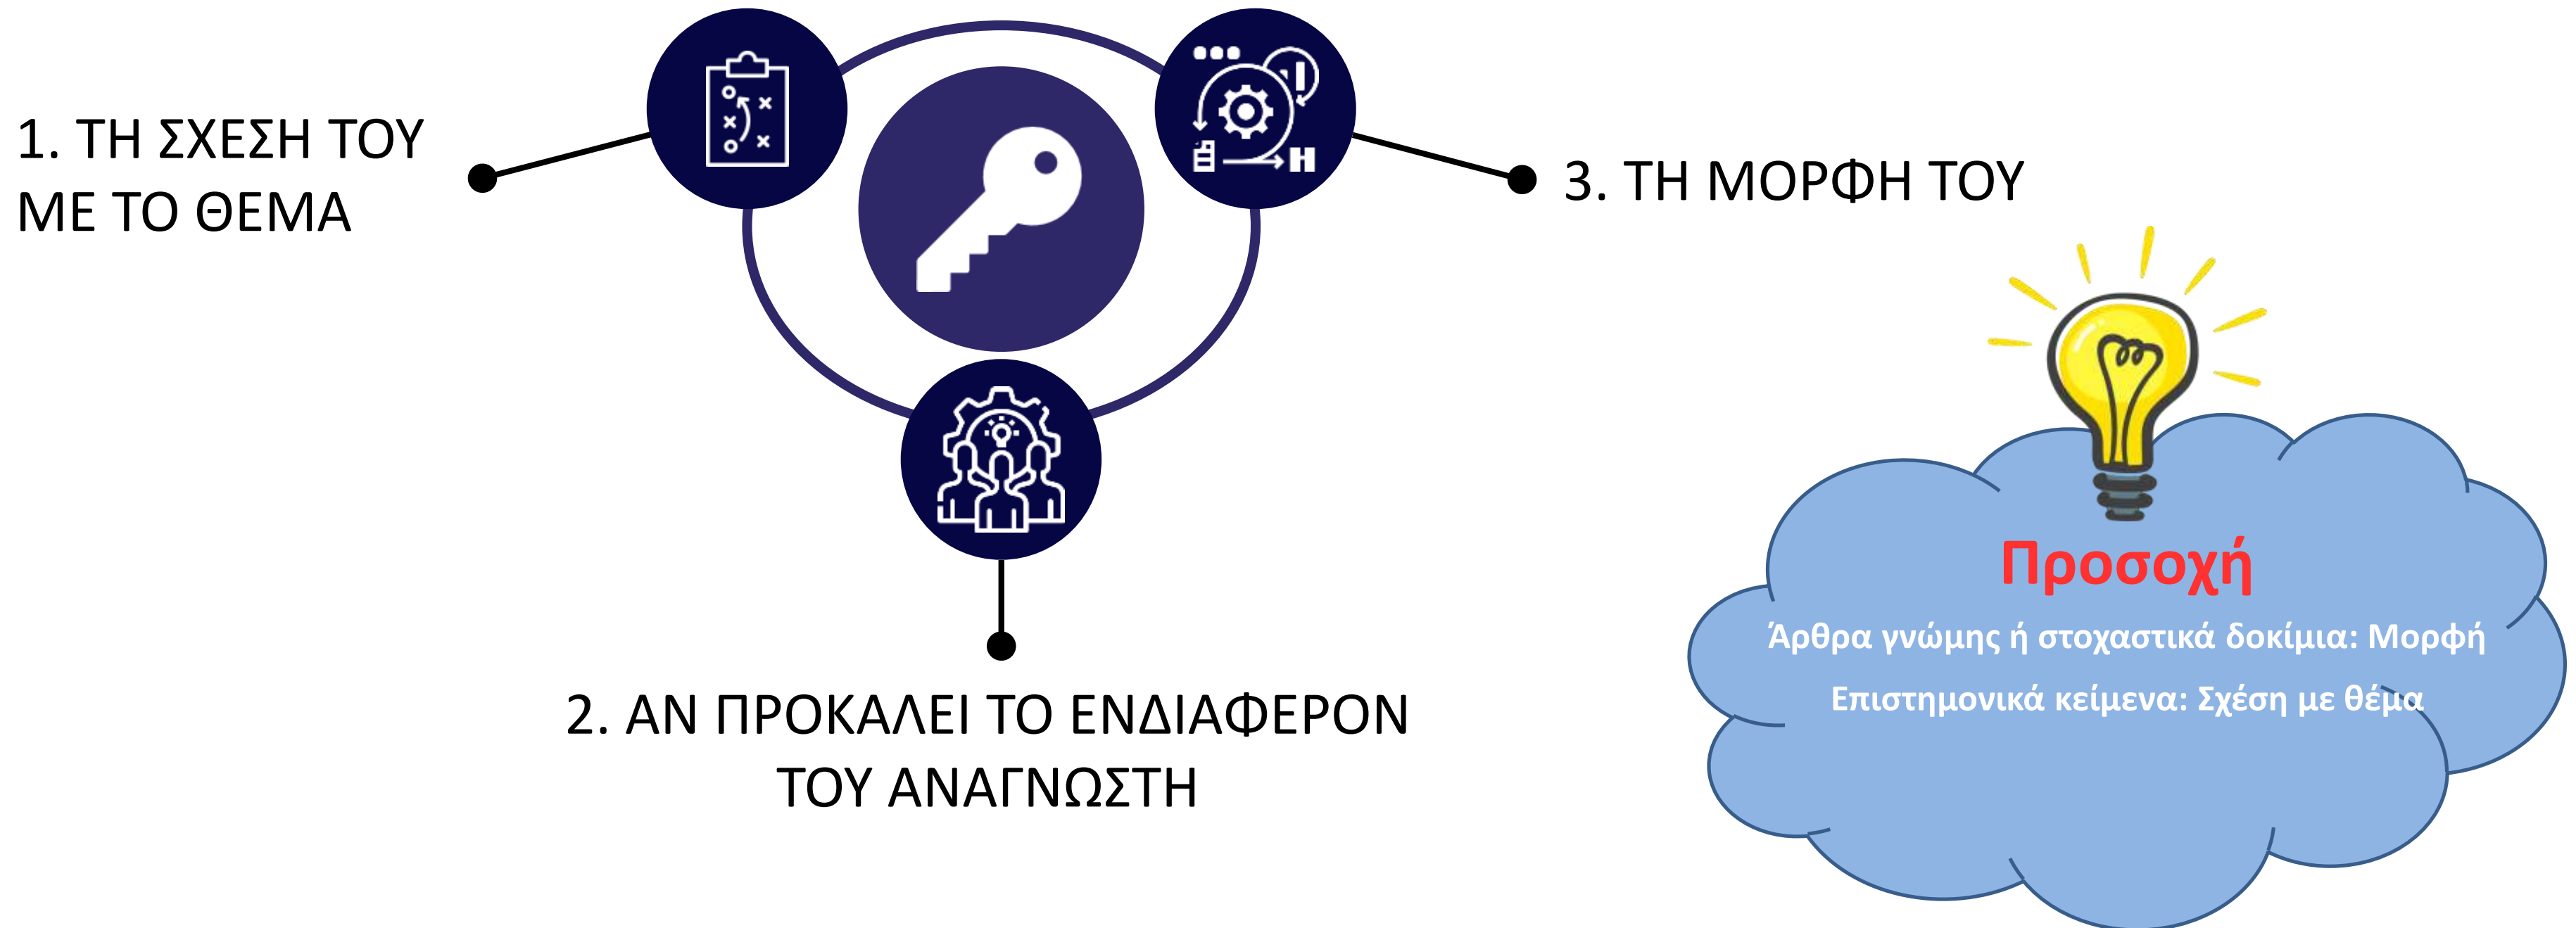 1. ΤΗ ΣΧΕΣΗ ΤΟΥ
ΜΕ ΤΟ ΘΕΜΑ
2. ΑΝ ΠΡΟΚΑΛΕΙ ΤΟ ΕΝΔΙΑΦΕΡΟΝ
ΤΟΥ ΑΝΑΓΝΩΣΤΗ
3. ΤΗ ΜΟΡΦΗ ΤΟΥ
Προσοχή
Άρθρα γνώμης ή στοχαστικά δοκίμια: Μορφή
Επιστημονικά κείμενα: Σχέση με θέμα